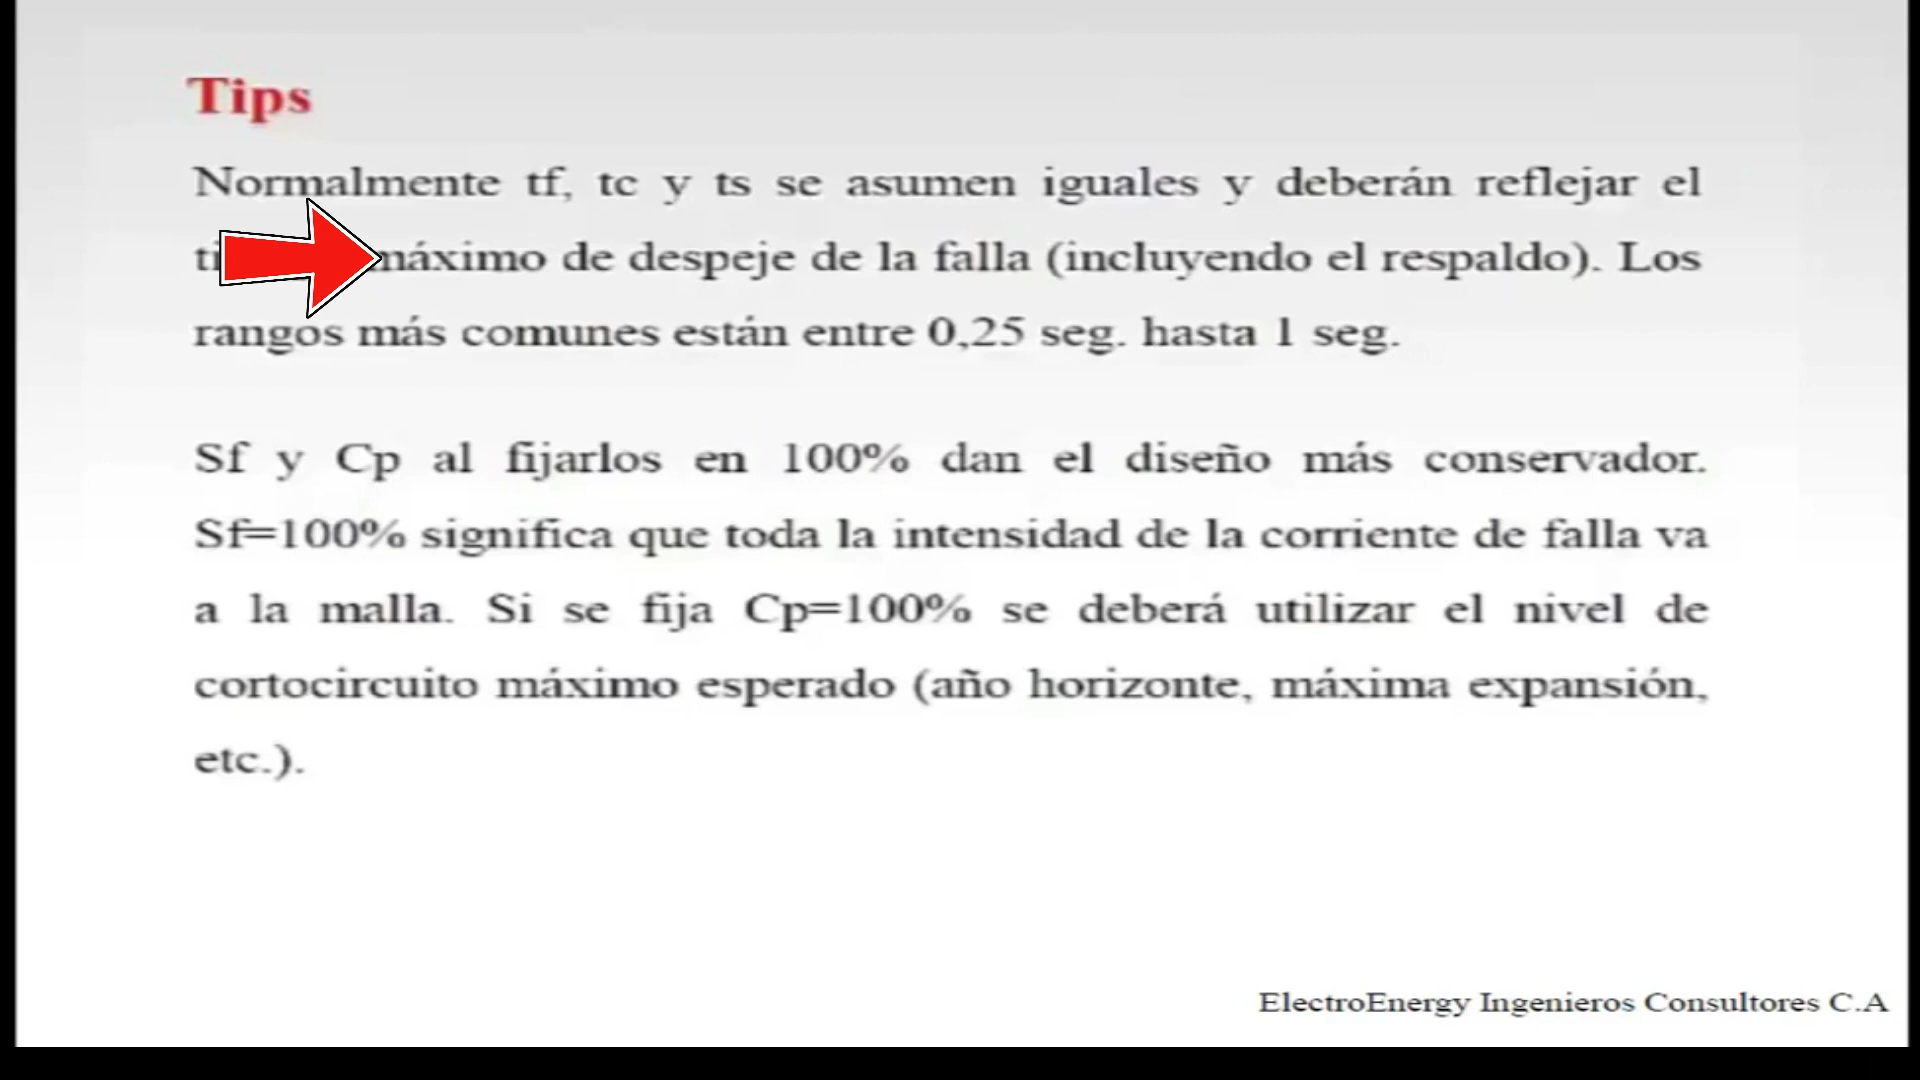 Tips
Normalmente tf, tc y ts se asumen iguales y deberán reflejar el
máximo de despeje de la falla (incluyendo el respaldo). Los
rangos más comunes están entre 0,25 seg. hasta 1 seg.
Sf y Cp al fijarlos en 100% dan el diseño más conservador.
Sf=100% significa que toda la intensidad de la corriente de falla va
a la malla. Si se fija Cp=100% se deberá utilizar el nivel de
cortocircuito máximo esperado (año horizonte, máxima expansión,
etc.).
ElectroEnergy Ingenieros Consultores C.A